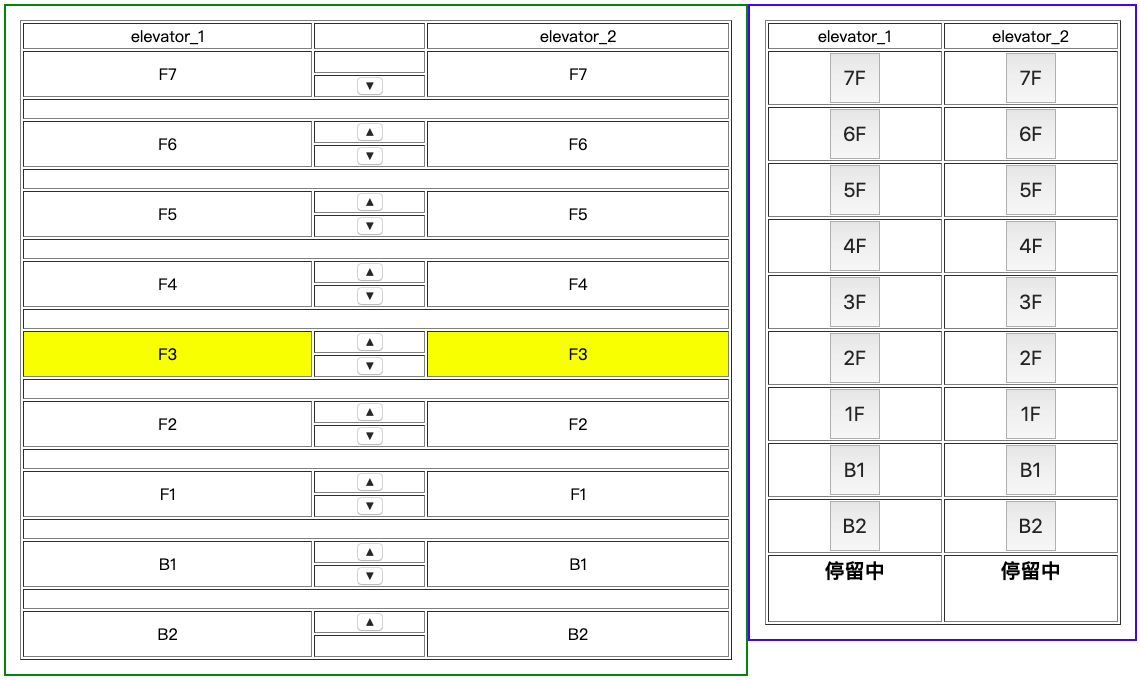 elevator_1 elevator_2
F7 F7
▼
▲
F6 F6
▼
▲
F5 F5
▼
▲
F4 F4
▼
▲
F3 F3
▼
▲
F2 F2
▼
▲
F1 F1
▼
▲
B1 B1
▼
▲
B2 B2
elevator_1 elevator_2
7F 7F
6F 6F
5F 5F
4F 4F
3F 3F
2F 2F
1F 1F
B1 B1
B2 B2
停留中 停留中